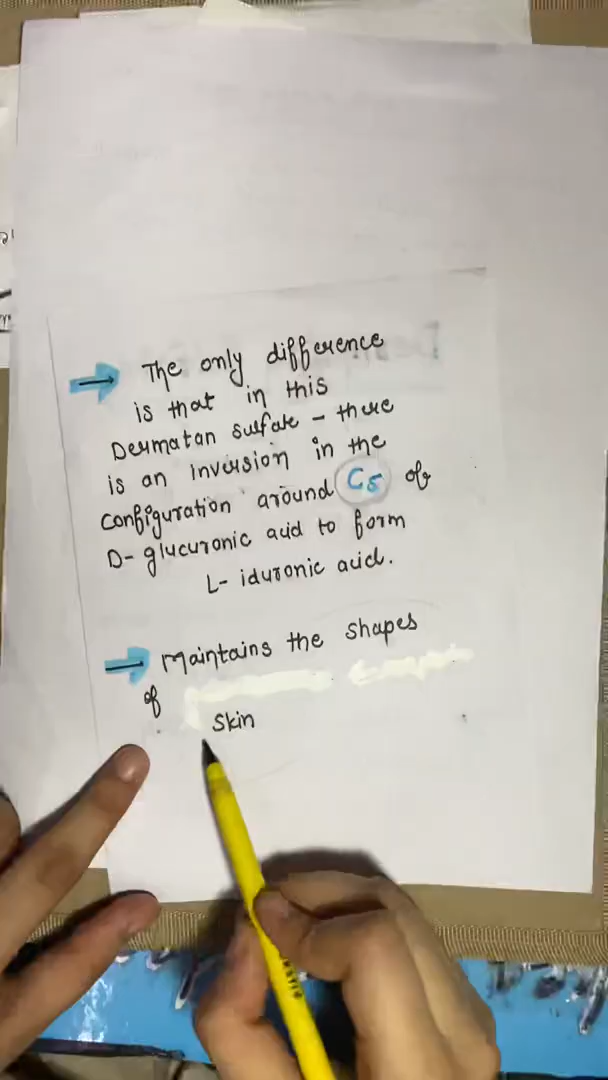 The only difference
is that in this
Dermatan sulfate - there
is an inversion in the
configuration around C5 of
D- glucuronic acid to form
L- iduronic acid.
Maintains the shapes
of
skin